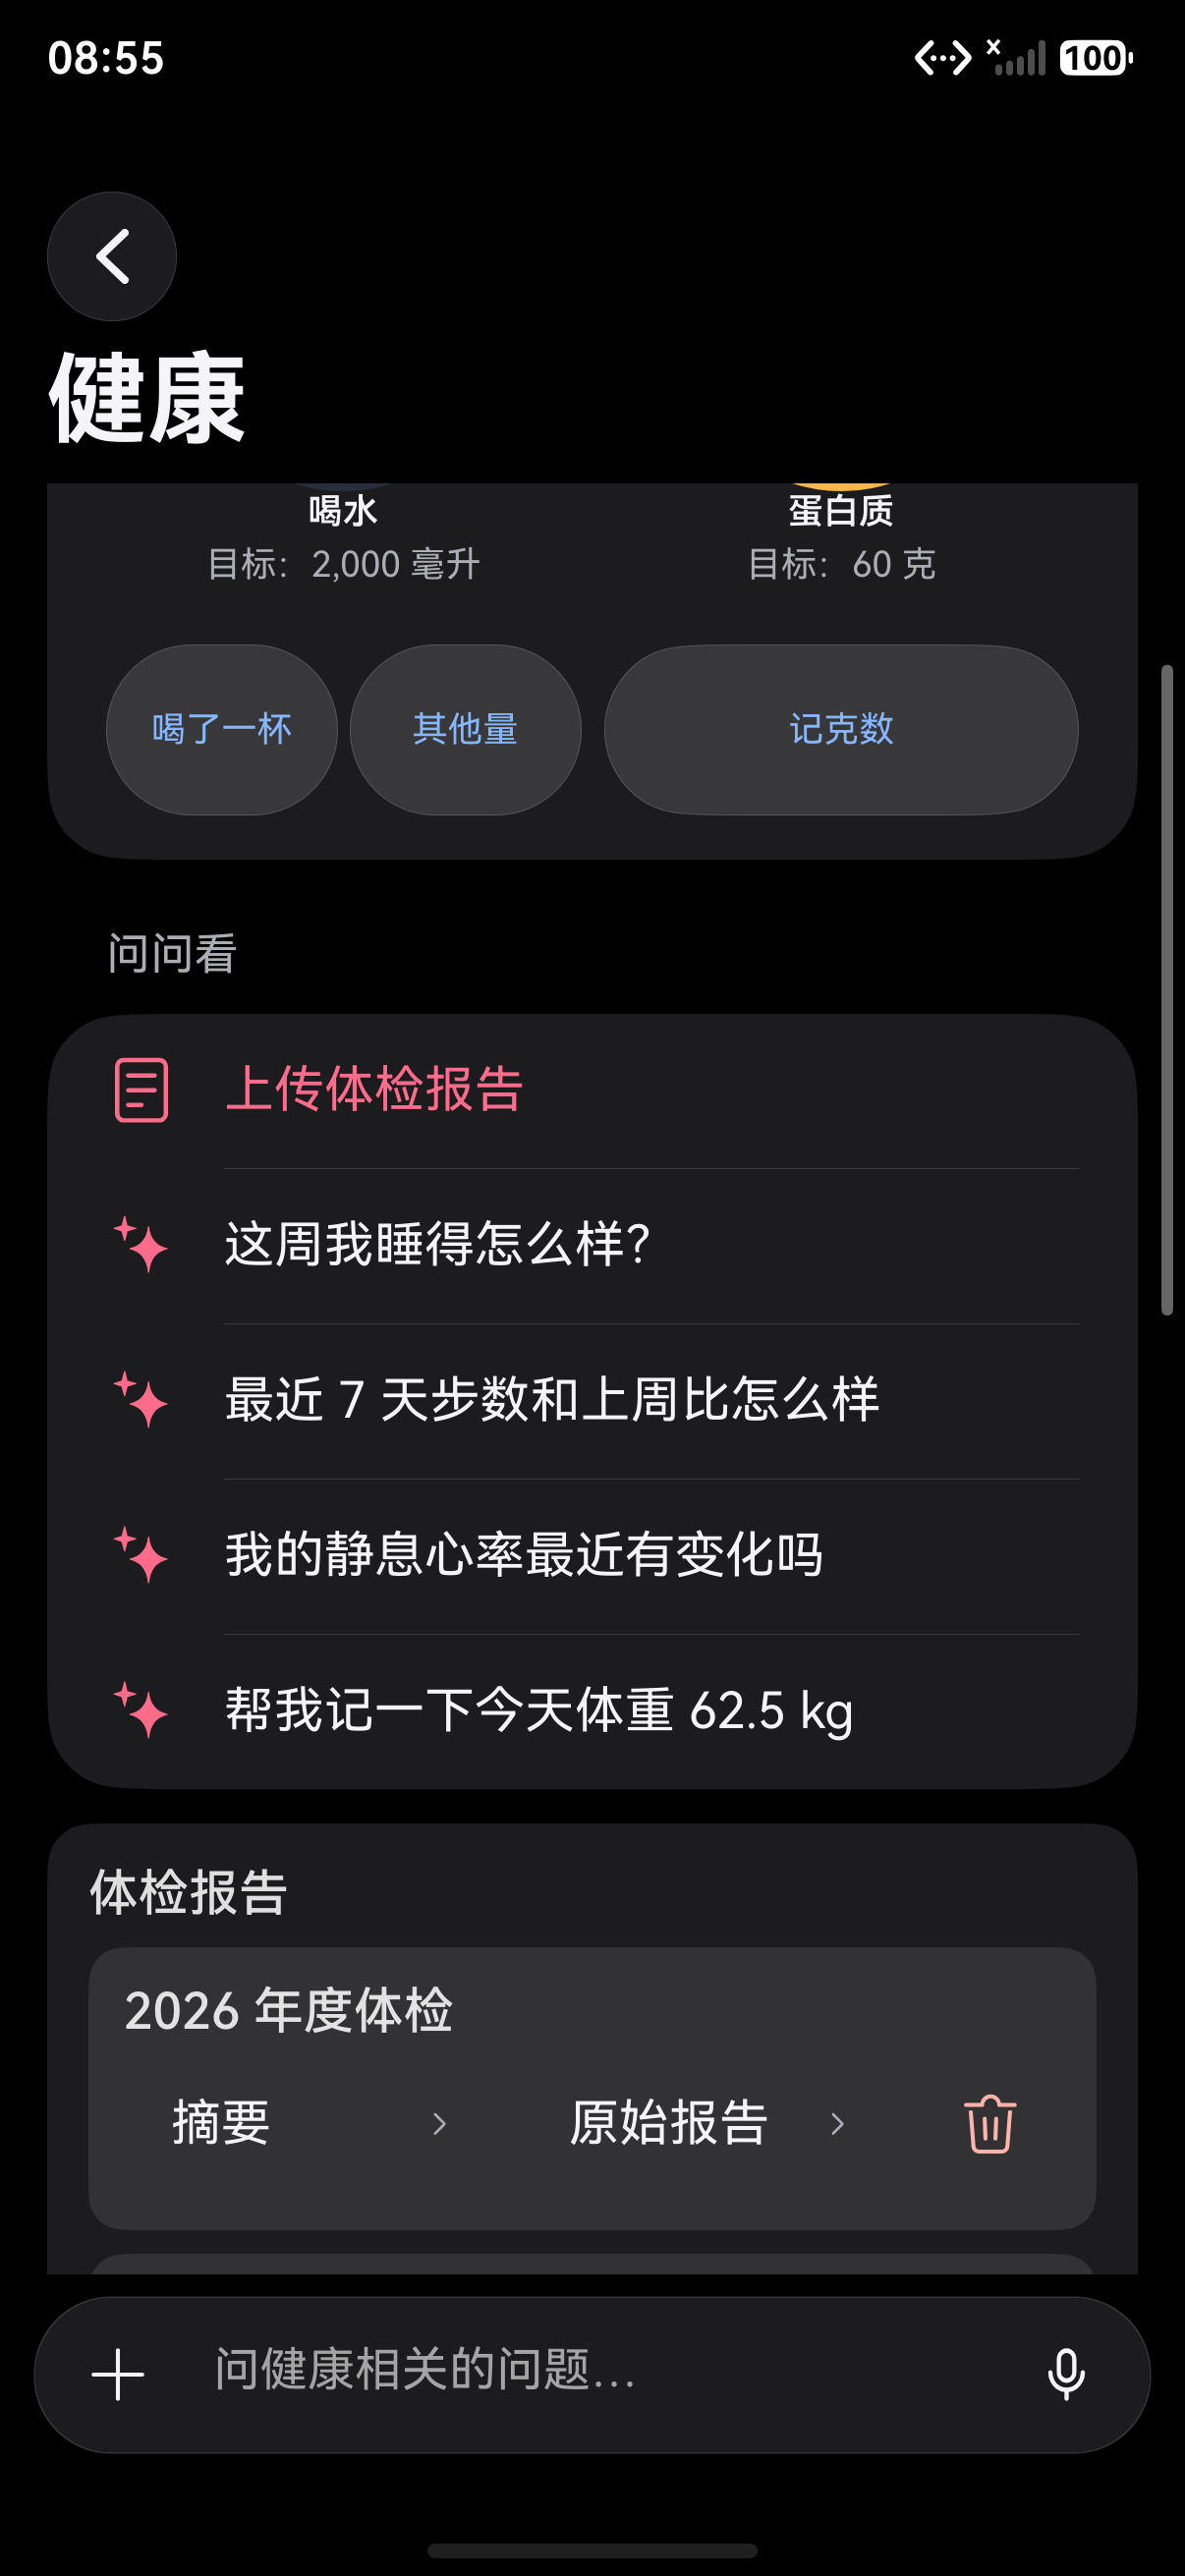 08:55
100
健康
喝水
蛋白质
目标：2,000 毫升
目标：60 克
喝了一杯
其他量
记克数
问问看
上传体检报告
这周我睡得怎么样？
最近 7 天步数和上周比怎么样
我的静息心率最近有变化吗
帮我记一下今天体重 62.5 kg
体检报告
2026 年度体检
摘要
原始报告
问健康相关的问题...